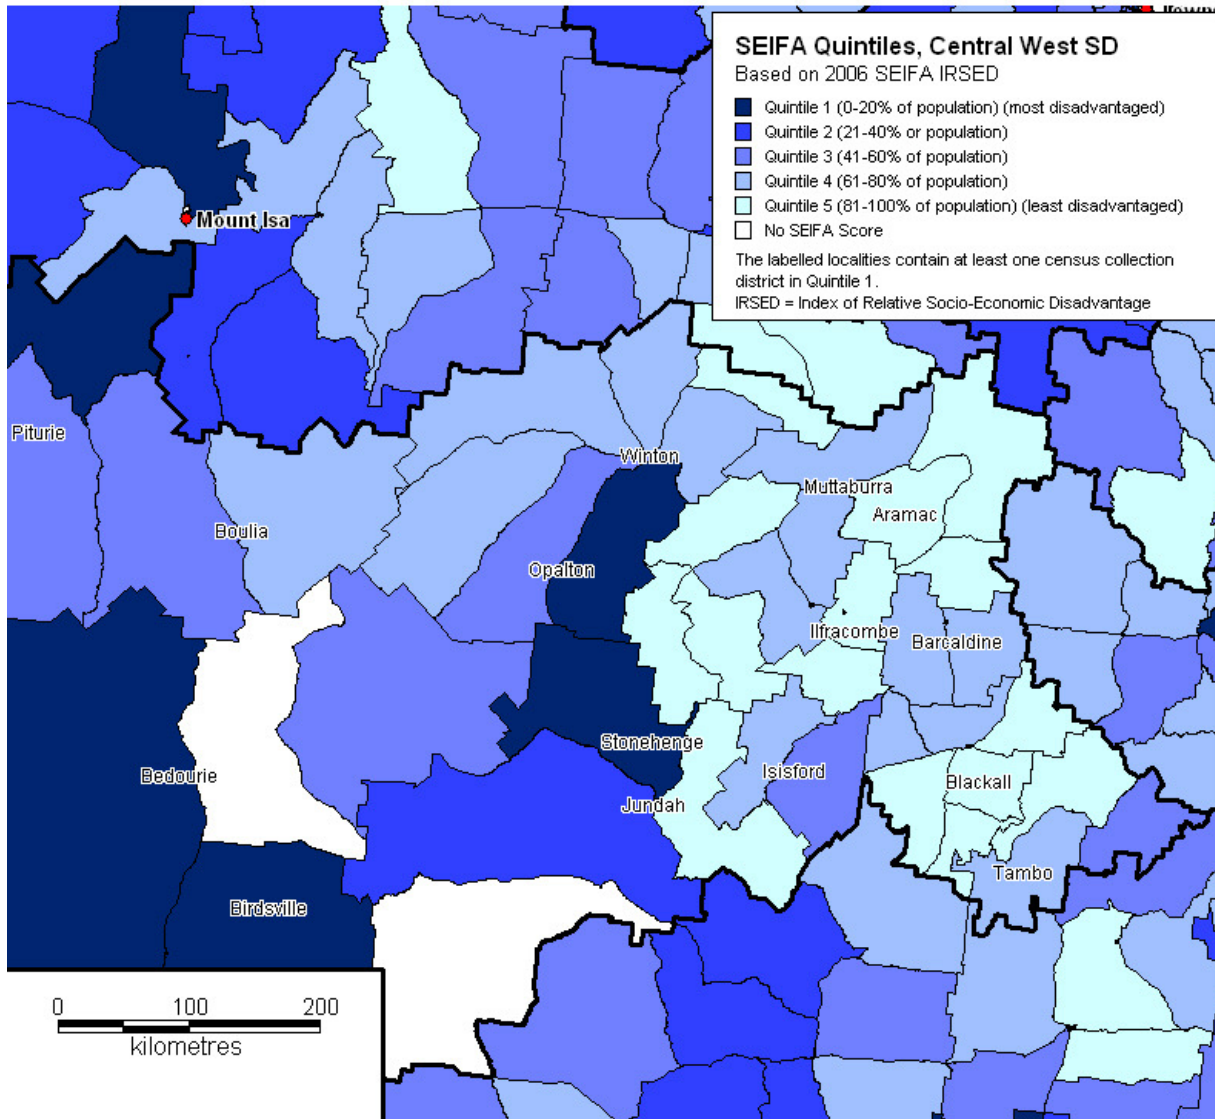 SEIFA Quintiles, Central West SD
Based on 2006 SEIFA IRSED
Quintile 1 (0-20% of population) (most disadvantaged)
Quintile 2 (21-40% or population)
Quintile 3 (41-60% of population)
Quintile 4 (61-80% of population)
Quintile 5 (81-100% of population) (least disadvantaged)
No SEIFA Score
The labelled localities contain at least one census collection
district in Quintile 1.
IRSED = Index of Relative Socio-Economic Disadvantage
Mount Isa
Piturie
Winton
Muttaburra
Aramac
Boulia
Opalton
Ilfracombe
Barcaldine
Stonehenge
Bedourie
Isisford
Blackall
Jundah
Tambo
Birdsville
0 100 200
kilometres